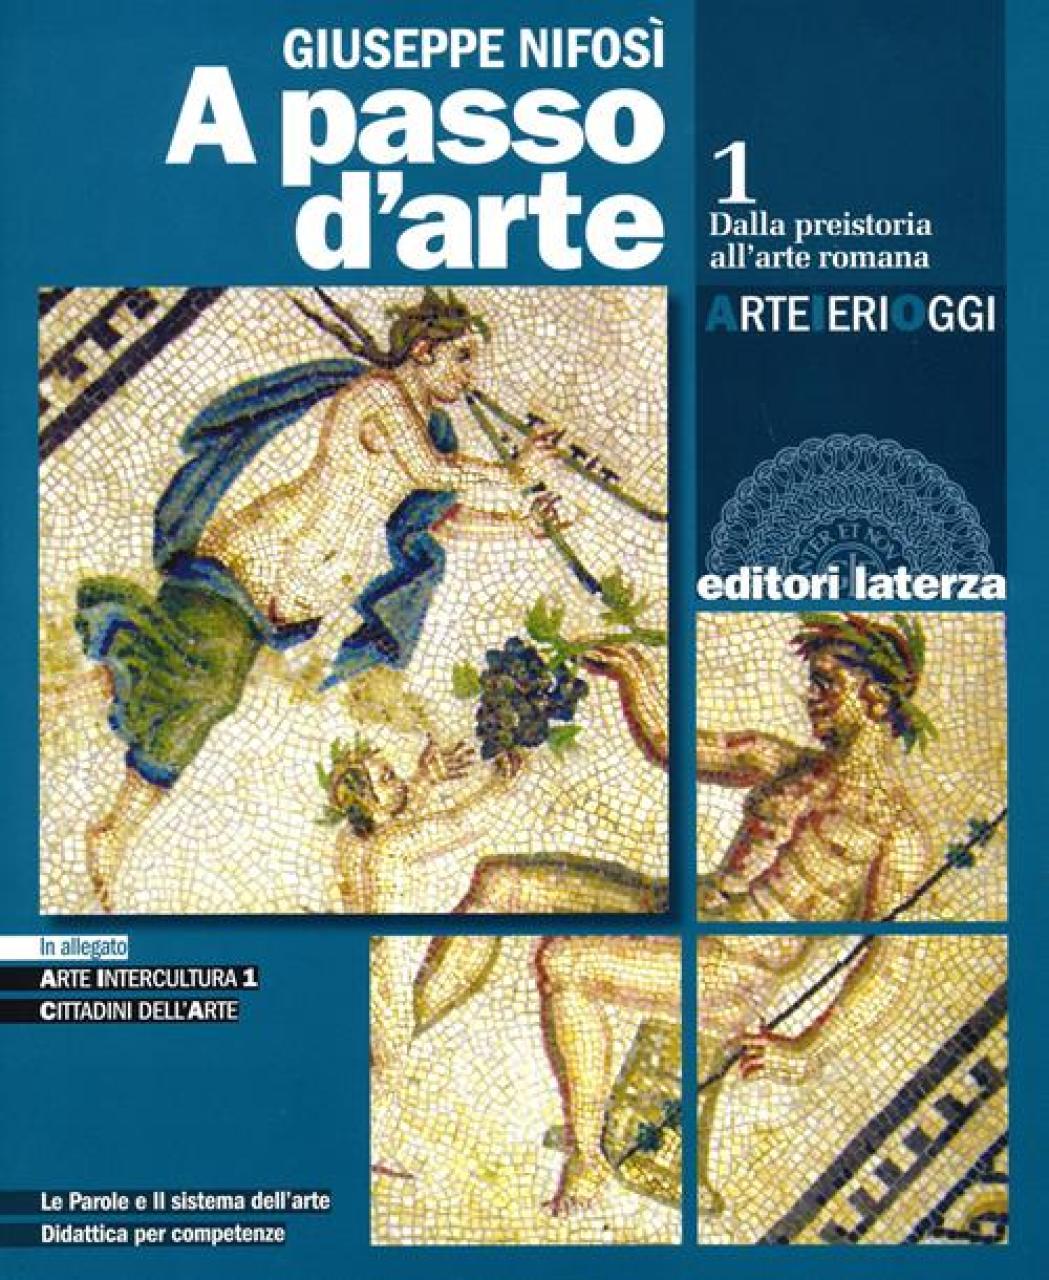 GIUSEPPE NIFOSÌ
A passo
d'arte
1
Dalla preistoria
all'arte romana
ARTEIERIOGGI
editori laterza
In allegato
ARTE INTERCULTURA 1
CITTADINI DELL'ARTE
Le Parole e Il sistema dell'arte
Didattica per competenze